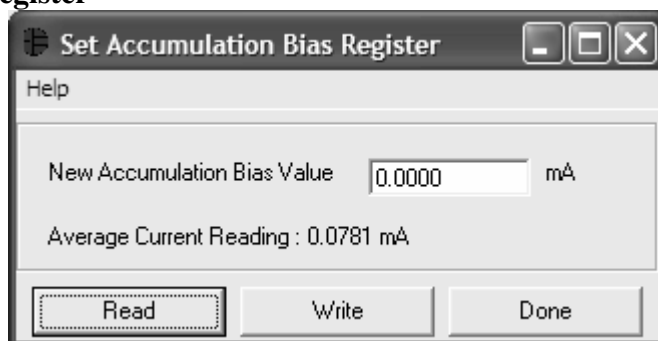 egister
Set Accumulation Bias Register
Help
New Accumulation Bias Value 0.0000 mA
Average Current Reading : 0.0781 mA
Read Write Done